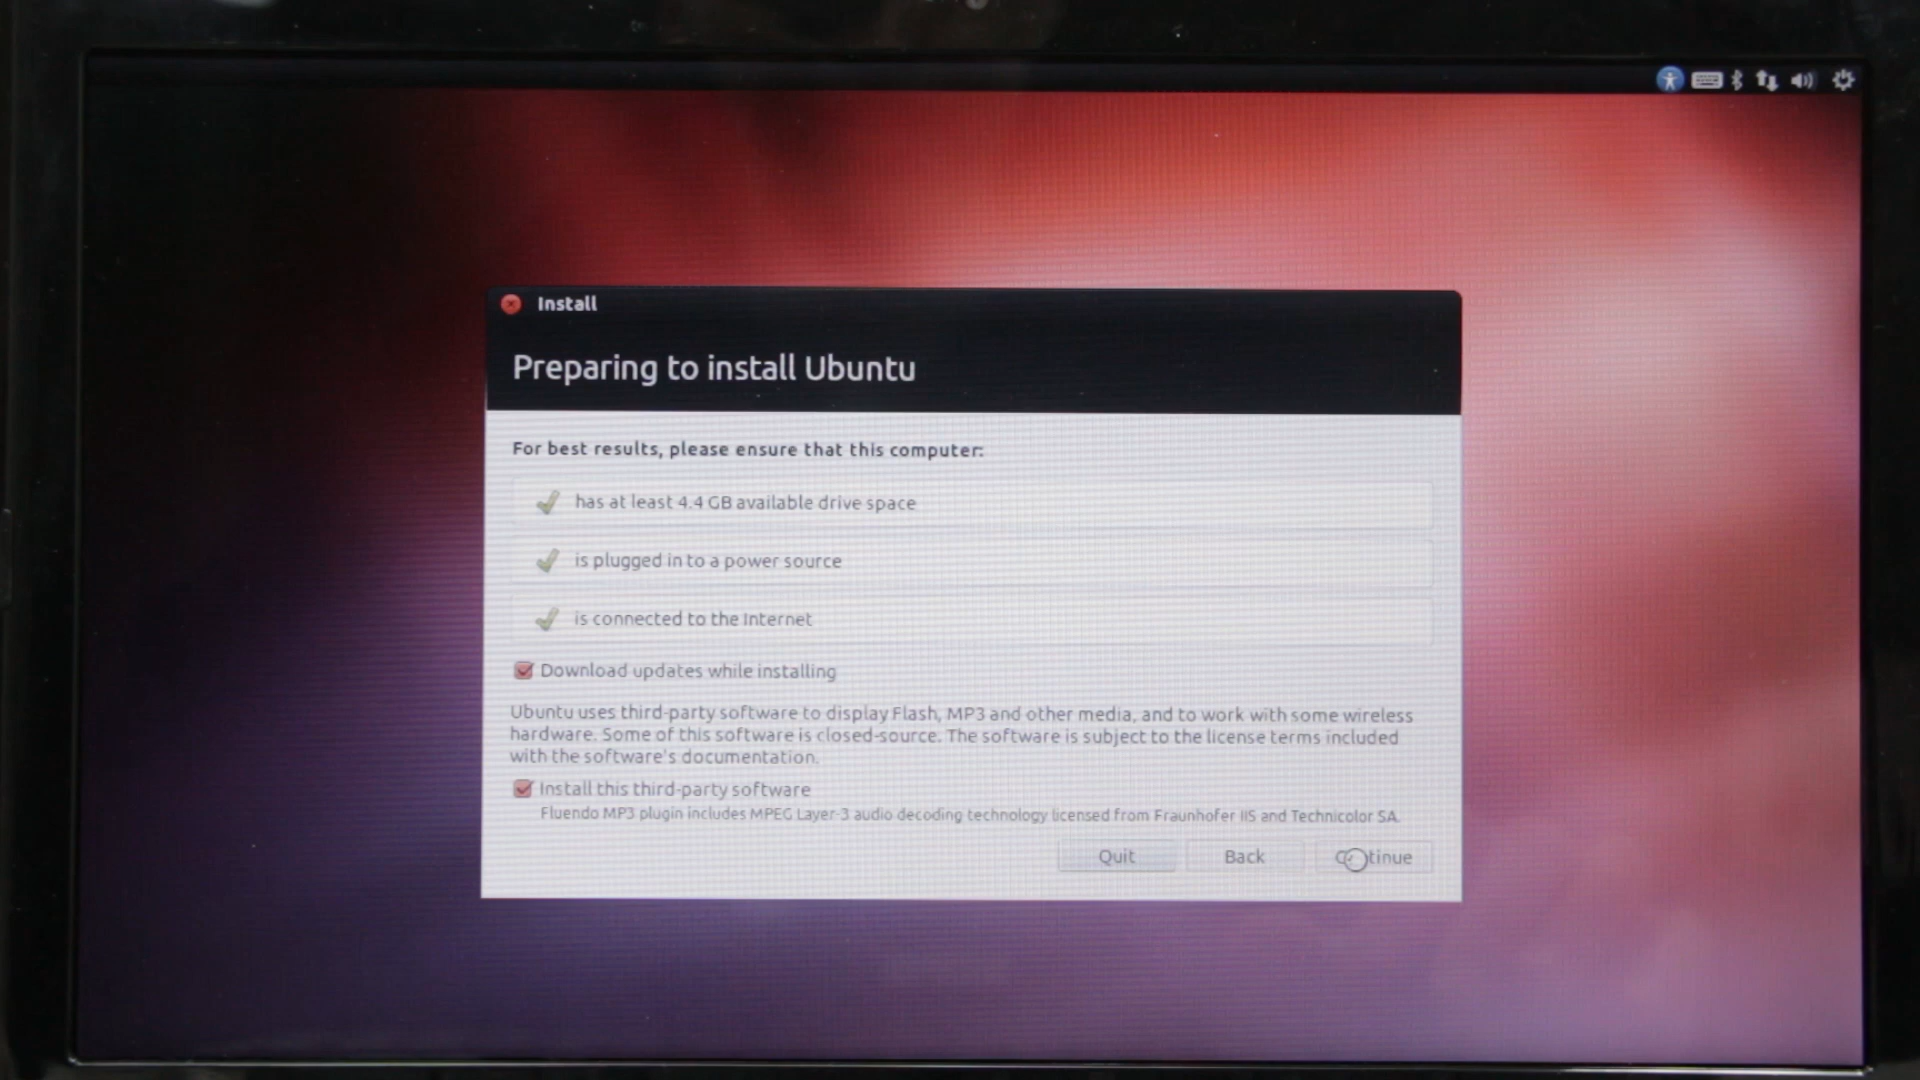 Install
Preparing to install Ubuntu
For best results, please ensure that this computer:
has at least 4.4 GB available drive space
is plugged in to a power source
is connected to the Internet
Download updates while installing
Ubuntu uses third-party software to display Flash, MP3 and other media, and to work with some wireless
hardware. Some of this software is closed-source. The software is subject to the license terms included
with the software's documentation.
Install this third-party software
Fluendo MP3 plugin includes MPEG Layer-3 audio decoding technology licensed from Fraunhofer IIS and Technicolor SA.
Quit
Back
Continue